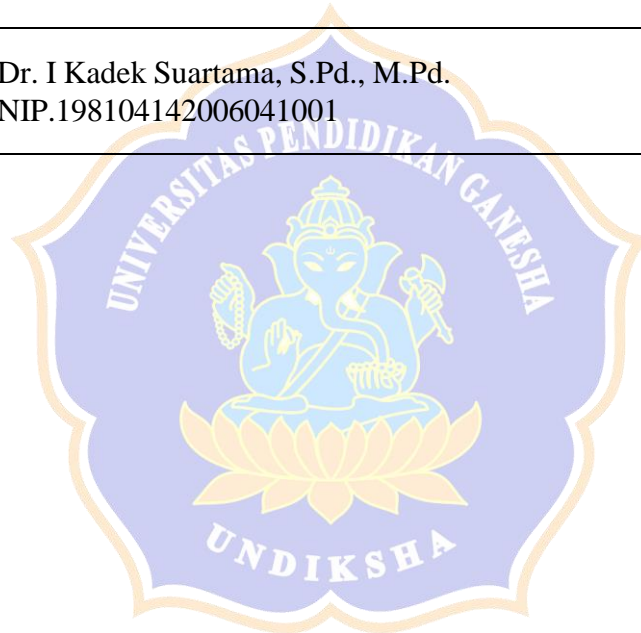 Dr. I Kadek Suartama, S.Pd., M.Pd.
NIP.198104142006041001
UNIVERSITAS PENDIDIKAN GANESHA
UNDIKSHA